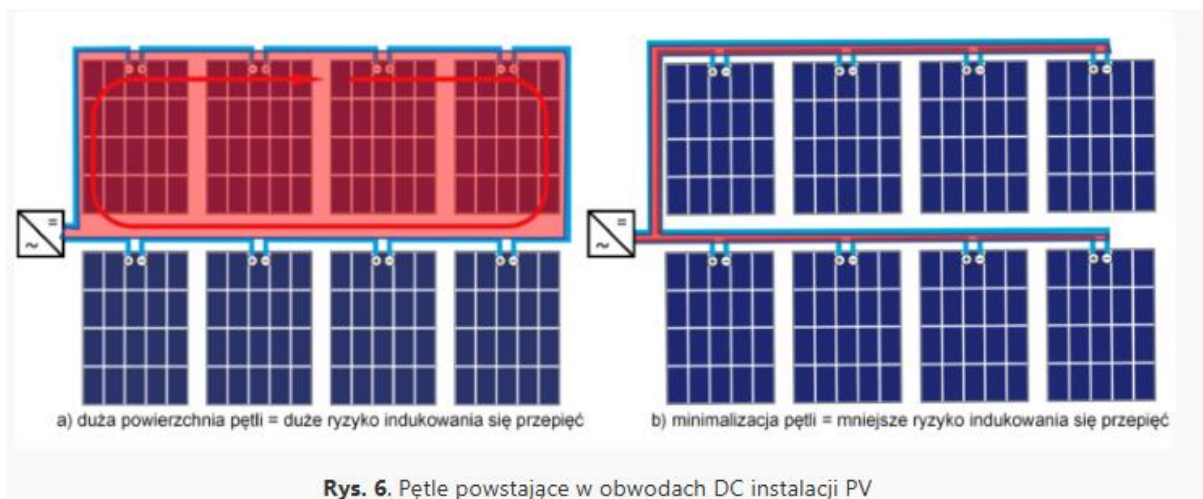 a) duża powierzchnia pętli = duże ryzyko indukowania się przepięć
b) minimalizacja pętli = mniejsze ryzyko indukowania się przepięć
Rys. 6. Pętle powstające w obwodach DC instalacji PV